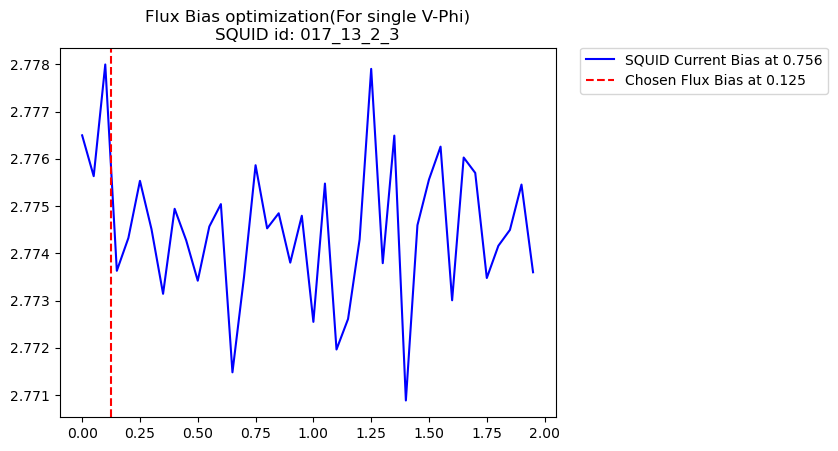 Flux Bias optimization(For single V-Phi)
SQUID id: 017_13_2_3
SQUID Current Bias at 0.756
Chosen Flux Bias at 0.125
2.778
2.777
2.776
2.775
2.774
2.773
2.772
2.771
0.00 0.25 0.50 0.75 1.00 1.25 1.50 1.75 2.00